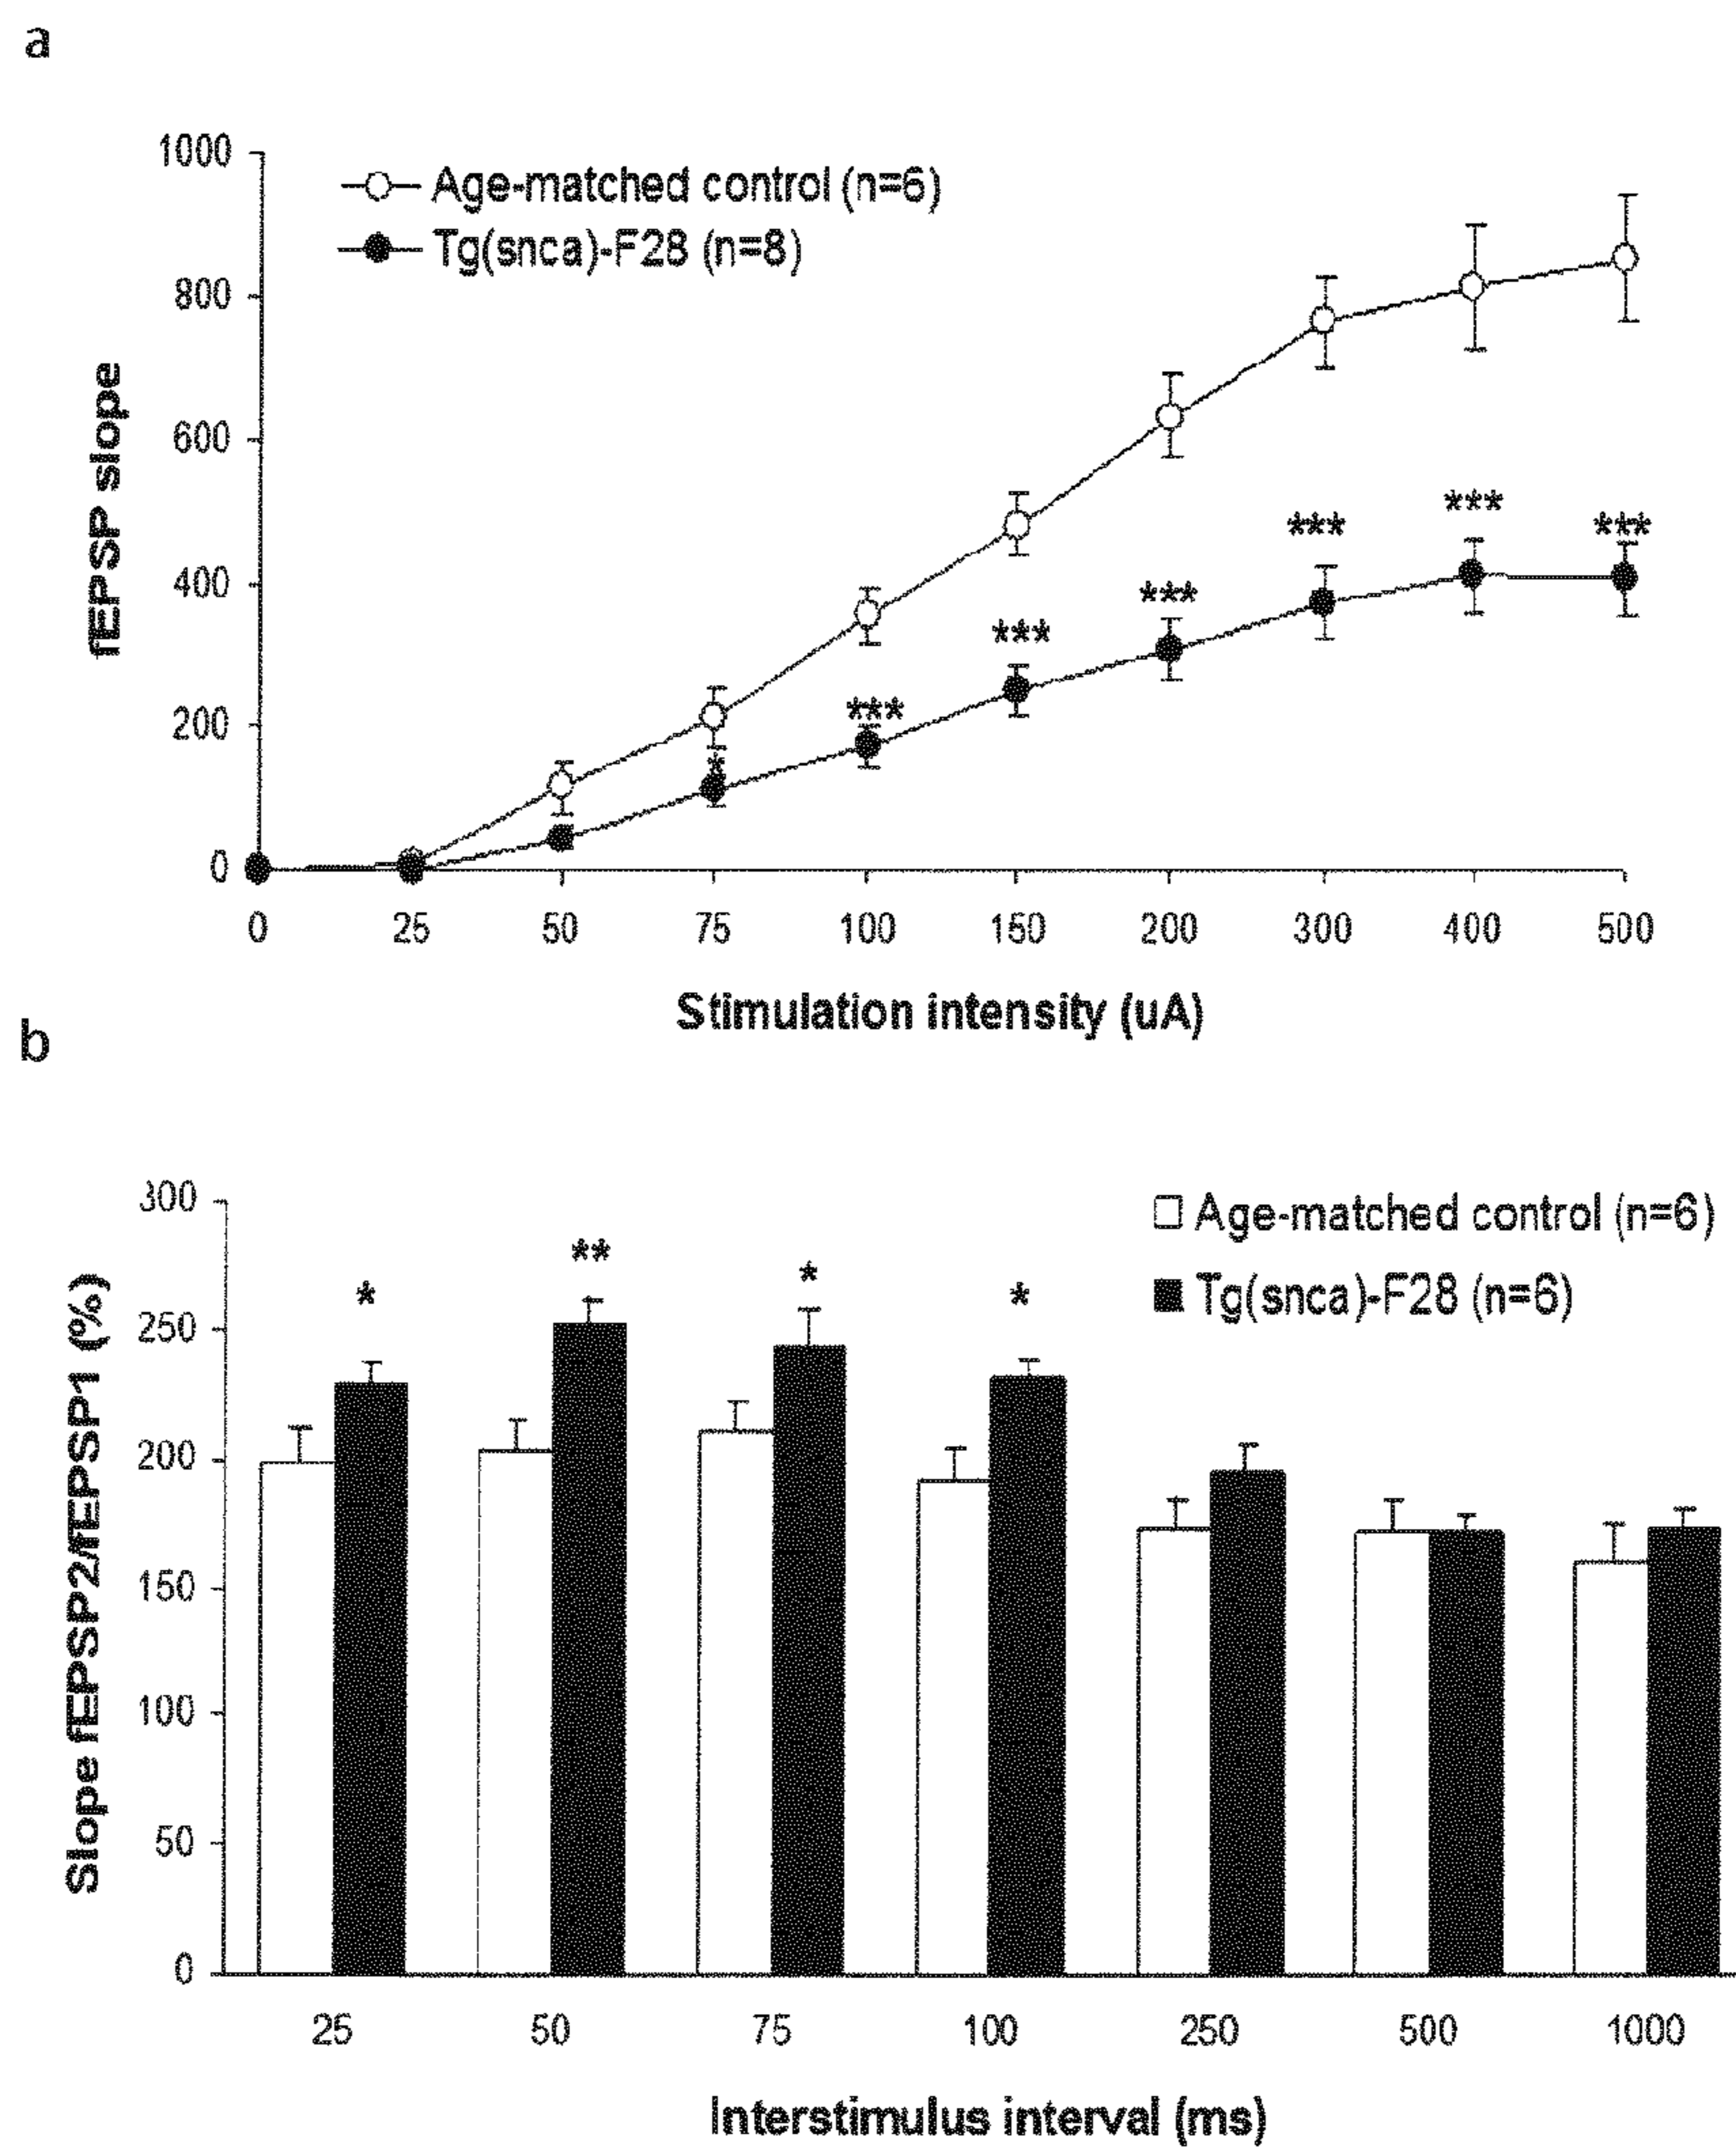 a
1000
800
600
400
200
0
fEPSP slope
Age-matched control (n=6)
Tg(snca)-F28 (n=8)
***
***
***
***
***
***
*
0 25 50 75 100 150 200 300 400 500
Stimulation intensity (uA)
b
300
250
200
150
100
50
0
Slope fEPSP2/fEPSP1 (%)
Age-matched control (n=6)
Tg(snca)-F28 (n=6)
*
**
*
*
25 50 75 100 250 500 1000
Interstimulus interval (ms)